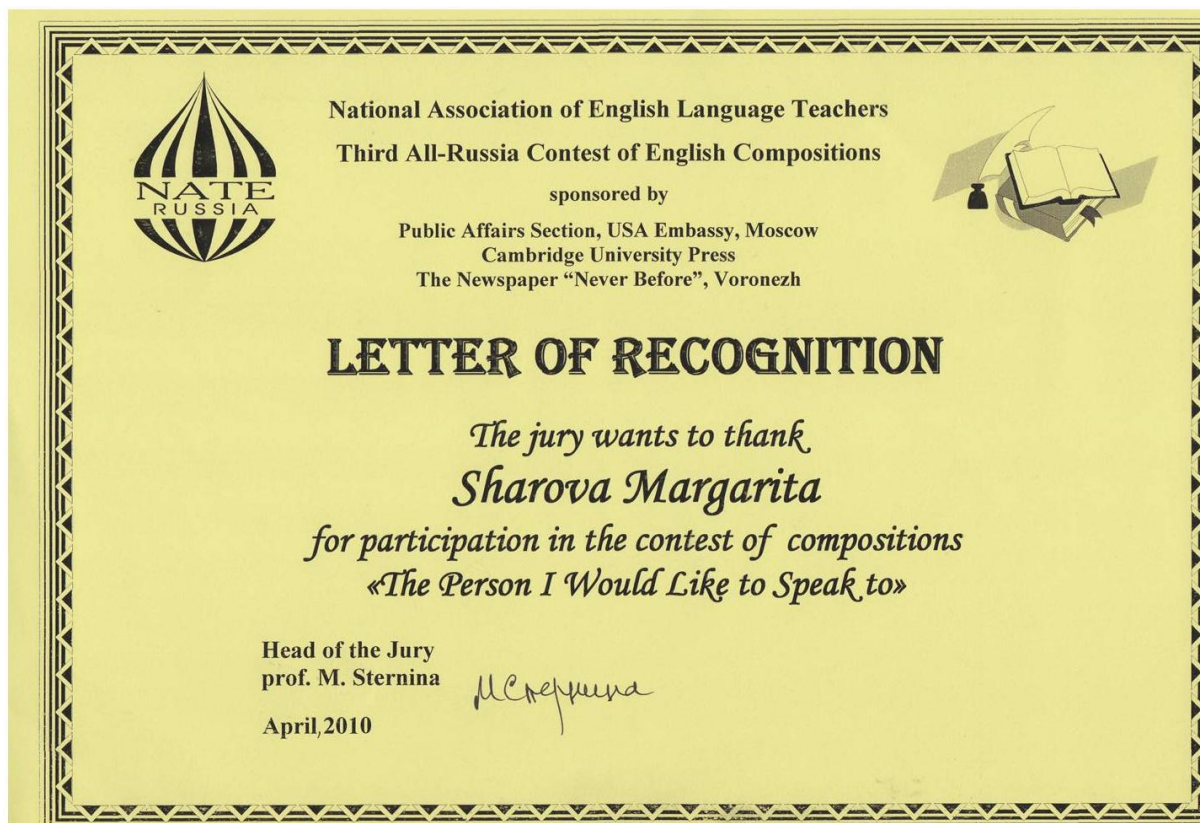 NATE
RUSSIA
National Association of English Language Teachers
Third All-Russia Contest of English Compositions
sponsored by
Public Affairs Section, USA Embassy, Moscow
Cambridge University Press
The Newspaper “Never Before”, Voronezh
LETTER OF RECOGNITION
The jury wants to thank
Sharova Margarita
for participation in the contest of compositions
«The Person I Would Like to Speak to»
Head of the Jury
prof. M. Sternina
МСтернина
April,2010